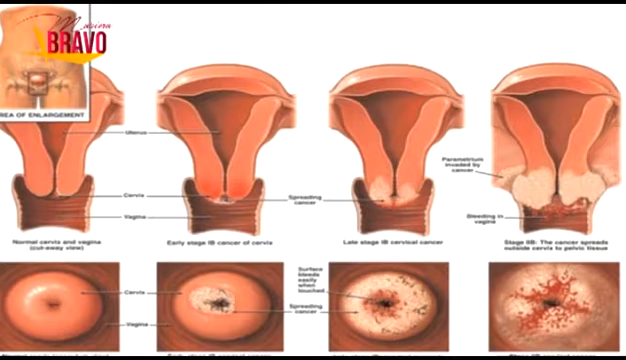 Musicora
BRAVO
REA OF ENLARGEMENT
Uterus
Cervix
Vagina
Spreading
cancer
Parametrium
invaded by
cancer
Bleeding in
vagina
Normal cervix and vagina
(cut-away view)
Early stage IB cancer of cervix
Late stage IB cervical cancer
Stage IIB: The cancer spreads
outside cervix to pelvic tissue
Cervix
Vagina
Surface
bleeds
easily
when
touched
Spreading
cancer